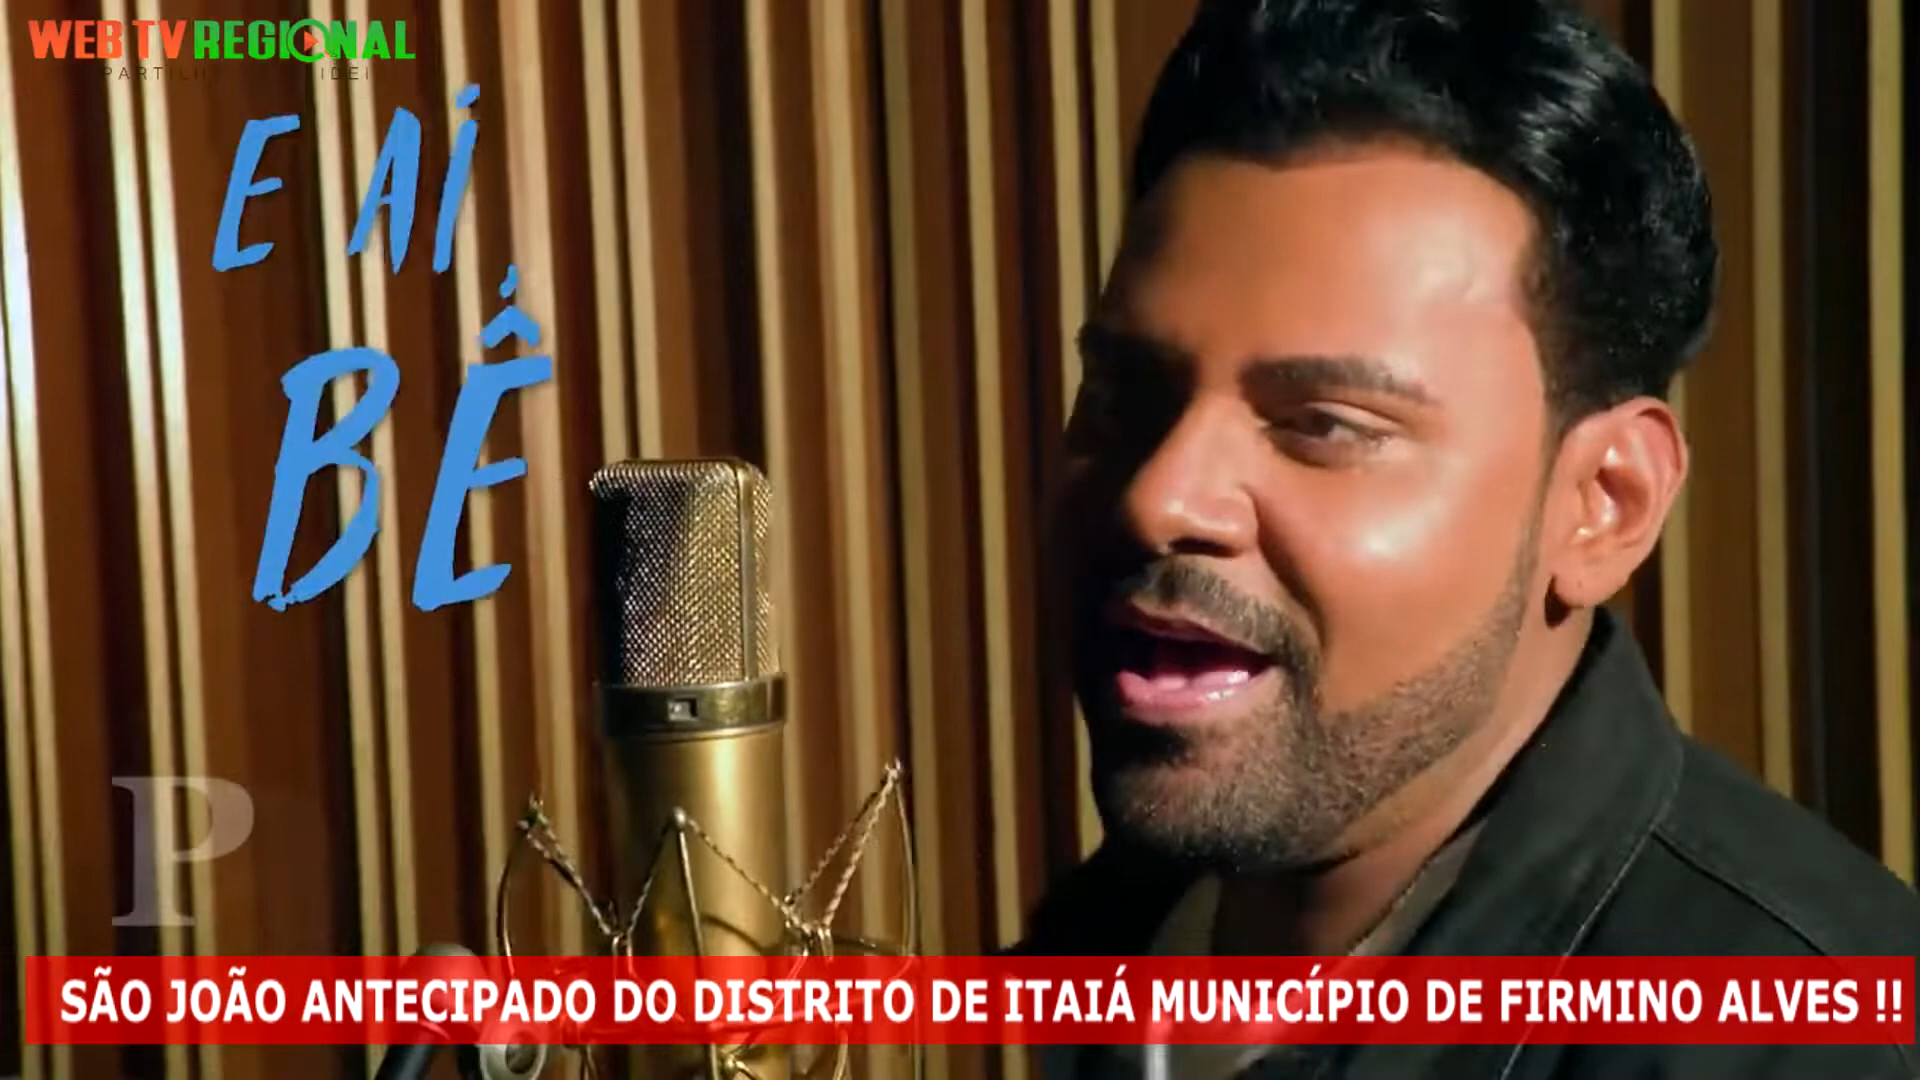 WEB TV REGIONAL
E AÍ
BÊ
P
SÃO JOÃO ANTECIPADO DO DISTRITO DE ITAIÁ MUNICÍPIO DE FIRMINO ALVES !!